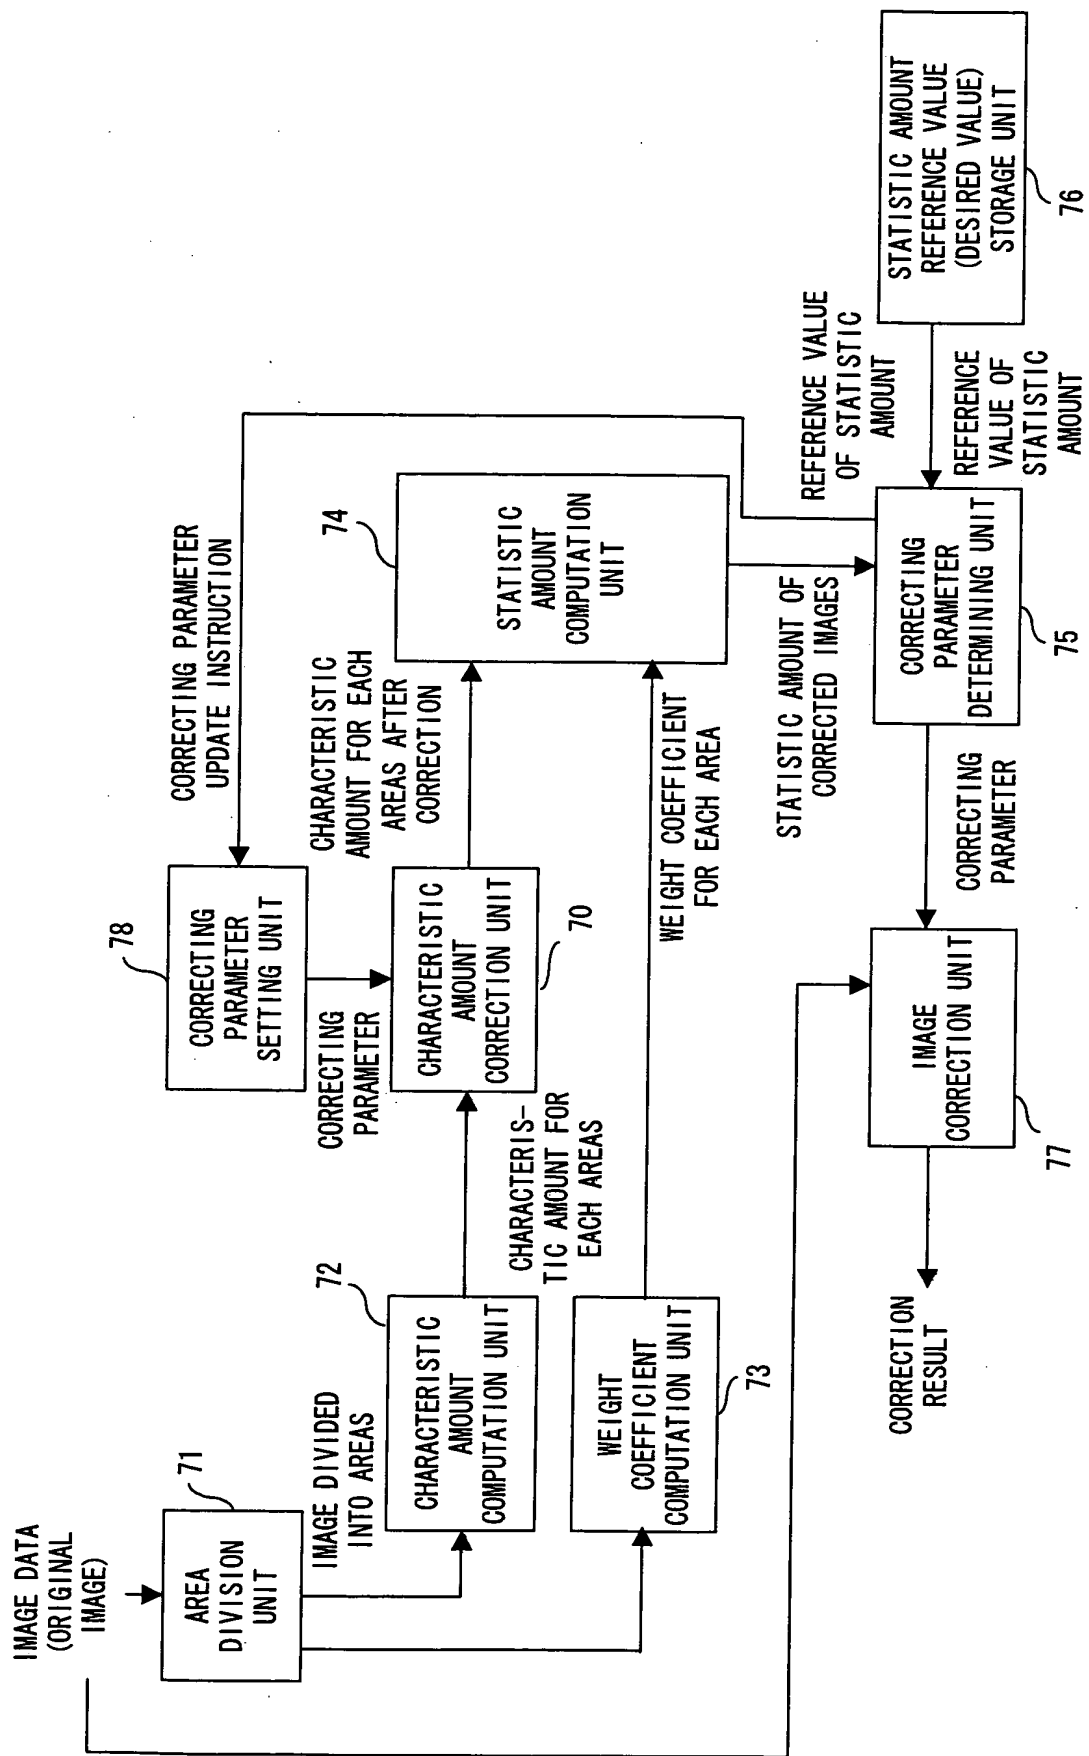 IMAGE DATA
(ORIGINAL
IMAGE)
71
AREA
DIVISION
UNIT
IMAGE DIVIDED
INTO AREAS
72
CHARACTERISTIC
AMOUNT
COMPUTATION UNIT
WEIGHT
COEFFICIENT
COMPUTATION UNIT
73
CHARACTERIS-
TIC AMOUNT FOR
EACH AREAS
78
CORRECTING
PARAMETER
SETTING UNIT
CORRECTING
PARAMETER
CHARACTERISTIC
AMOUNT
CORRECTION UNIT
70
CORRECTING PARAMETER
UPDATE INSTRUCTION
CHARACTERISTIC
AMOUNT FOR EACH
AREAS AFTER
CORRECTION
WEIGHT COEFFICIENT
FOR EACH AREA
74
STATISTIC
AMOUNT
COMPUTATION
UNIT
STATISTIC AMOUNT OF
CORRECTED IMAGES
REFERENCE VALUE
OF STATISTIC
AMOUNT
STATISTIC AMOUNT
REFERENCE VALUE
(DESIRED VALUE)
STORAGE UNIT
76
REFERENCE
VALUE OF
STATISTIC
AMOUNT
CORRECTING
PARAMETER
DETERMINING UNIT
75
CORRECTING
PARAMETER
IMAGE
CORRECTION UNIT
77
CORRECTION
RESULT